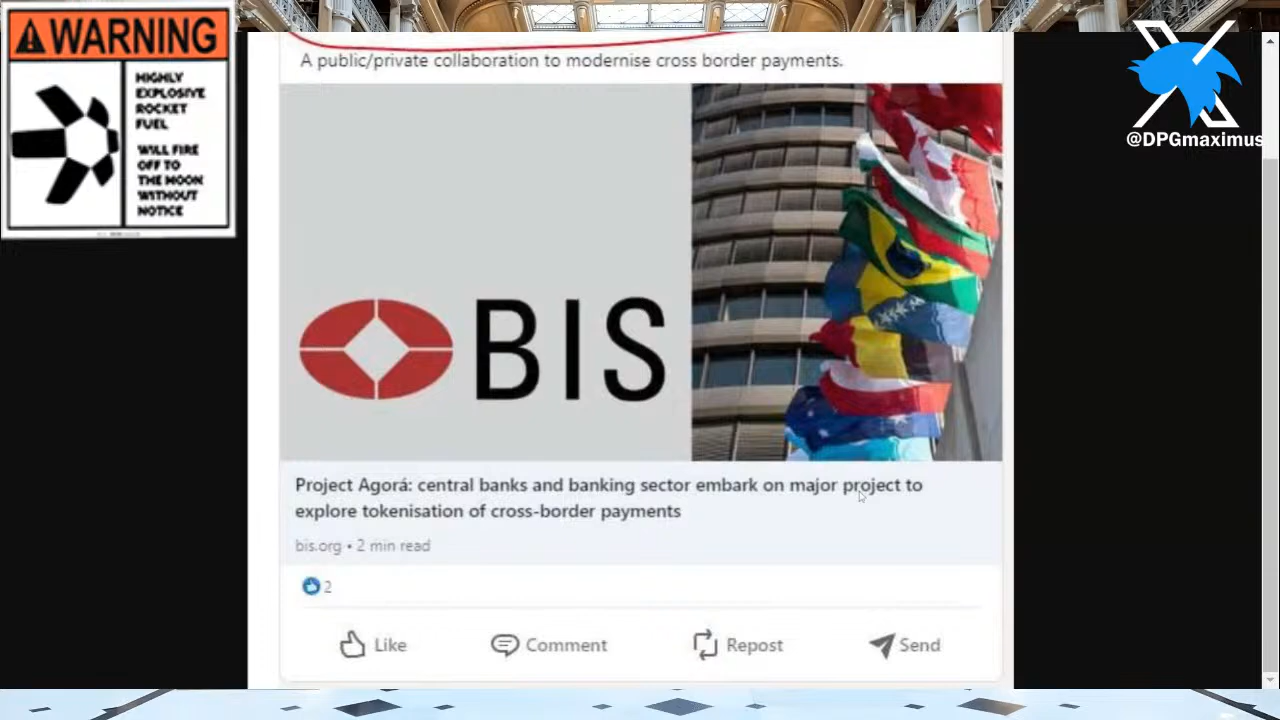 WARNING
HIGHLY
EXPLOSIVE
ROCKET
FUEL
WILL FIRE
OFF TO
THE MOON
WITHOUT
NOTICE
@DPGmaximus
A public/private collaboration to modernise cross border payments.
BIS
Project Agorá: central banks and banking sector embark on major project to
explore tokenisation of cross-border payments
bis.org • 2 min read
2
Like Comment Repost Send